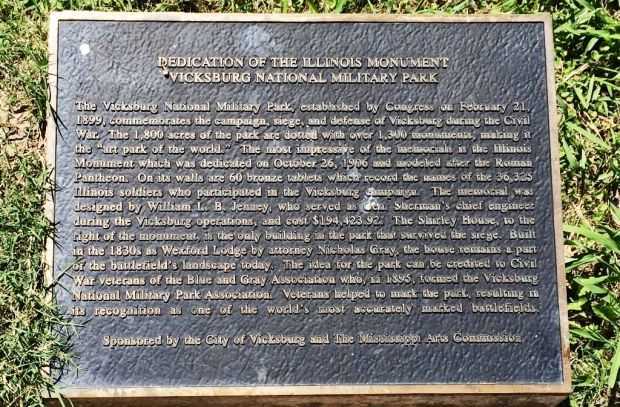 DEDICATION OF THE ILLINOIS MONUMENT
VICKSBURG NATIONAL MILITARY PARK
The Vicksburg National Military Park, established by Congress on February 21,
1899, commemorates the campaign, siege, and defense of Vicksburg during the Civil
War. The 1,800 acres of the park are dotted with over 1,300 monuments, making it
the "art park of the world." The most impressive of the memorials is the Illinois
Monument which was dedicated on October 26, 1906 and modeled after the Roman
Pantheon. On its walls are 60 bronze tablets which record the names of the 36,325
Illinois soldiers who participated in the Vicksburg campaign. The memorial was
designed by William L. B. Jenney, who served as Gen. Sherman's chief engineer
during the Vicksburg operations, and cost $194,423.92. The Shirley House, to the
right of the monument, is the only building in the park that survived the siege. Built
in the 1830s as Wexford Lodge by attorney Nicholas Gray, the house remains a part
of the battlefield's landscape today. The idea for the park can be credited to Civil
War veterans of the Blue and Gray Association who, in 1895, formed the Vicksburg
National Military Park Association. Veterans helped to mark the park, resulting in
its recognition as one of the world's most accurately marked battlefields.
Sponsored by the City of Vicksburg and The Mississippi Arts Commission